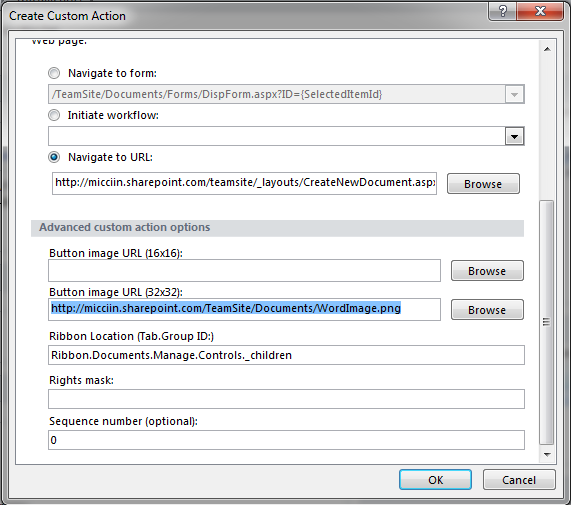 Create Custom Action
Web page:
Navigate to form:
/TeamSite/Documents/Forms/DispForm.aspx?ID={SelectedItemId}
Initiate workflow:
Navigate to URL:
http://micciin.sharepoint.com/teamsite/_layouts/CreateNewDocument.aspx
Browse
Advanced custom action options
Button image URL (16x16):
Browse
Button image URL (32x32):
http://micciin.sharepoint.com/TeamSite/Documents/WordImage.png
Browse
Ribbon Location (Tab.Group ID:)
Ribbon.Documents.Manage.Controls._children
Rights mask:
Sequence number (optional):
0
OK
Cancel